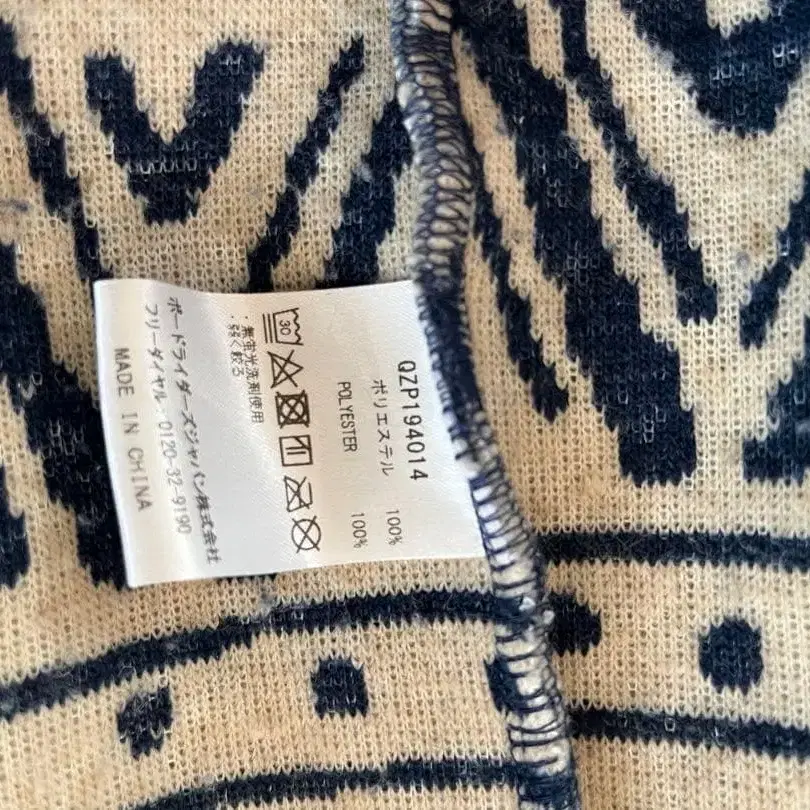 QZP194014
ポリエステル 100%
POLYESTER 100%
30
・無蛍光洗剤使用
・弱く絞る
ボードライダーズジャパン株式会社
フリーダイヤル・0120-32-9190
MADE IN CHINA